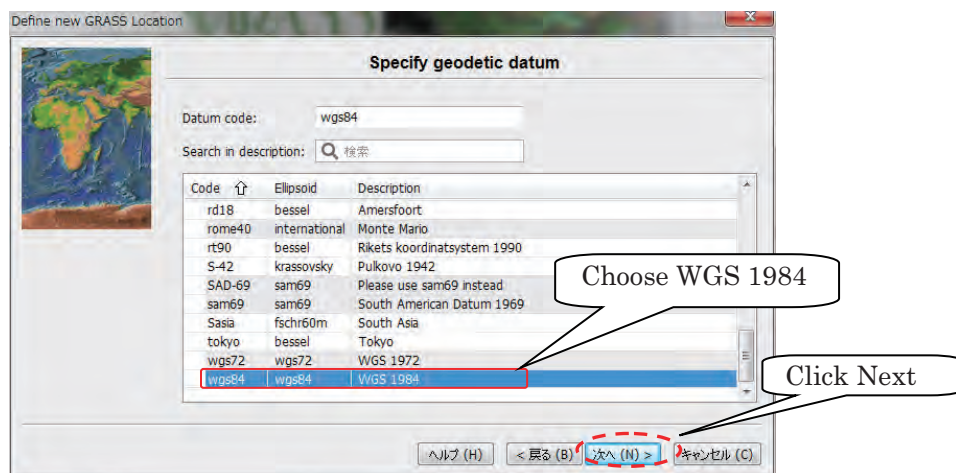 Define new GRASS Location
x
Specify geodetic datum
Datum code: wgs84
Search in description: 検索
Code Ellipsoid Description
rd18 bessel Amersfoort
rome40 international Monte Mario
rt90 bessel Rikets koordinatsystem 1990
S-42 krassovsky Pulkovo 1942
SAD-69 sam69 Please use sam69 instead
sam69 sam69 South American Datum 1969
Sasia fschr60m South Asia
tokyo bessel Tokyo
wgs72 wgs72 WGS 1972
wgs84 wgs84 WGS 1984
Choose WGS 1984
Click Next
ヘルプ (H) < 戻る (B) 次へ (N) > キャンセル (C)